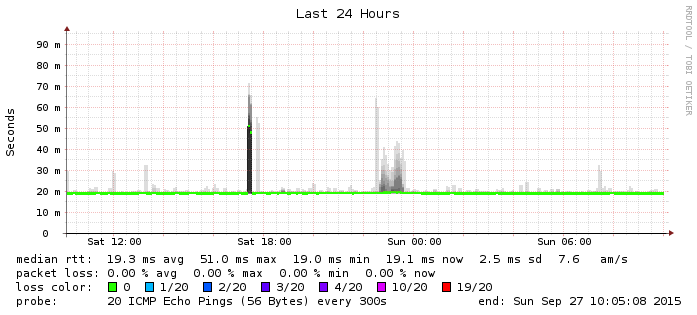 Last 24 Hours
RRDTOOL / TOBI OETIKER
Seconds
90 m
80 m
70 m
60 m
50 m
40 m
30 m
20 m
10 m
0
Sat 12:00 Sat 18:00 Sun 00:00 Sun 06:00
median rtt: 19.3 ms avg 51.0 ms max 19.0 ms min 19.1 ms now 2.5 ms sd 7.6 am/s
packet loss: 0.00 % avg 0.00 % max 0.00 % min 0.00 % now
loss color: 0 1/20 2/20 3/20 4/20 10/20 19/20
probe: 20 ICMP Echo Pings (56 Bytes) every 300s end: Sun Sep 27 10:05:08 2015